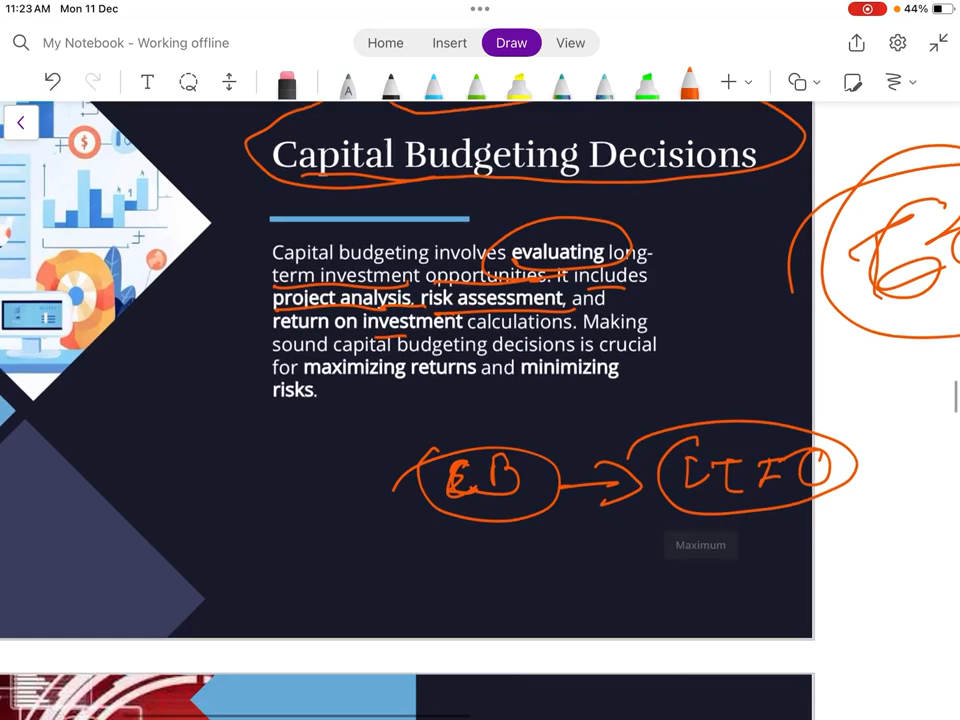 11:23 AM Mon 11 Dec
44%
My Notebook - Working offline
Home Insert Draw View
T
A
Capital Budgeting Decisions
Capital budgeting involves evaluating long-
term investment opportunities. It includes
project analysis, risk assessment, and
return on investment calculations. Making
sound capital budgeting decisions is crucial
for maximizing returns and minimizing
risks.
CB → LTFO
Maximum